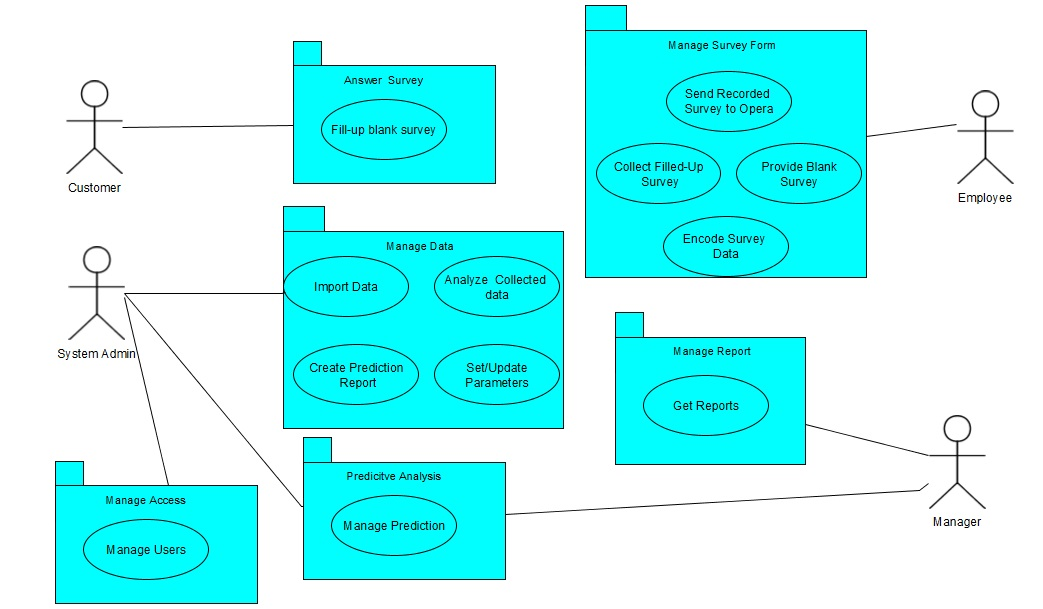 Manage Survey Form
Send Recorded
Survey to Opera
Collect Filled-Up
Survey
Provide Blank
Survey
Encode Survey
Data
Employee
Answer Survey
Fill-up blank survey
Customer
Manage Data
Import Data
Analyze Collected
data
Create Prediction
Report
Set/Update
Parameters
System Admin
Manage Report
Get Reports
Manager
Predicitve Analysis
Manage Prediction
Manage Access
Manage Users